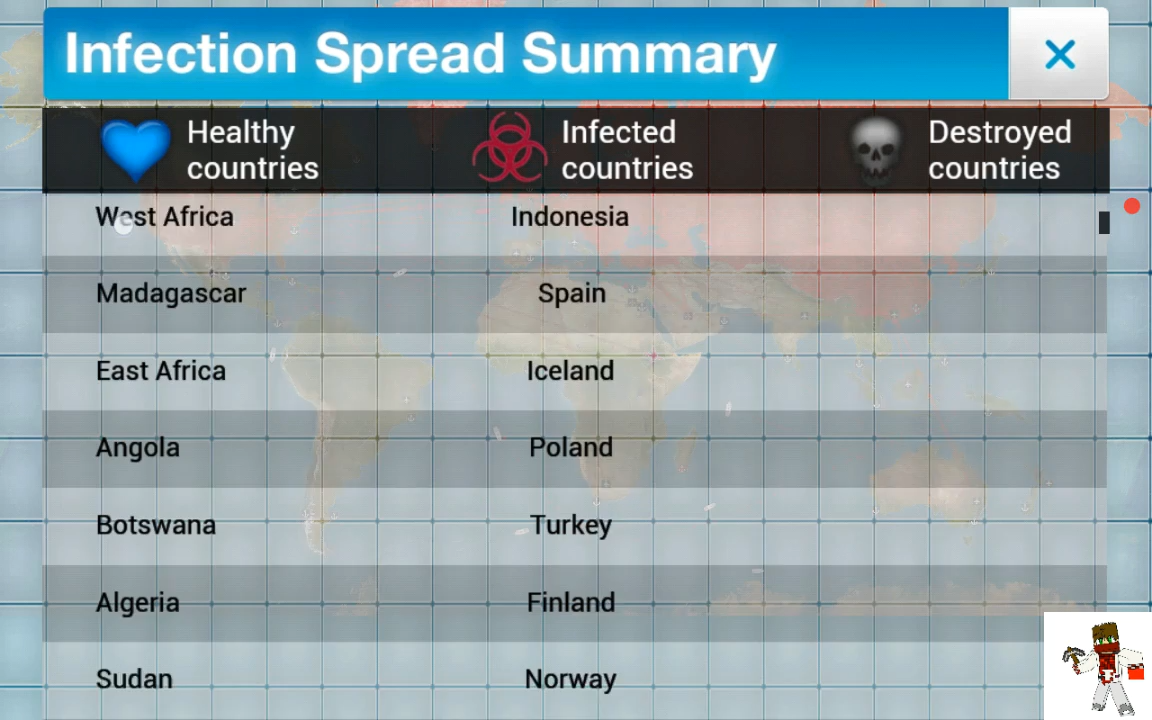 Infection Spread Summary
Healthy
countries
Infected
countries
Destroyed
countries
West Africa
Indonesia
Madagascar
Spain
East Africa
Iceland
Angola
Poland
Botswana
Turkey
Algeria
Finland
Sudan
Norway